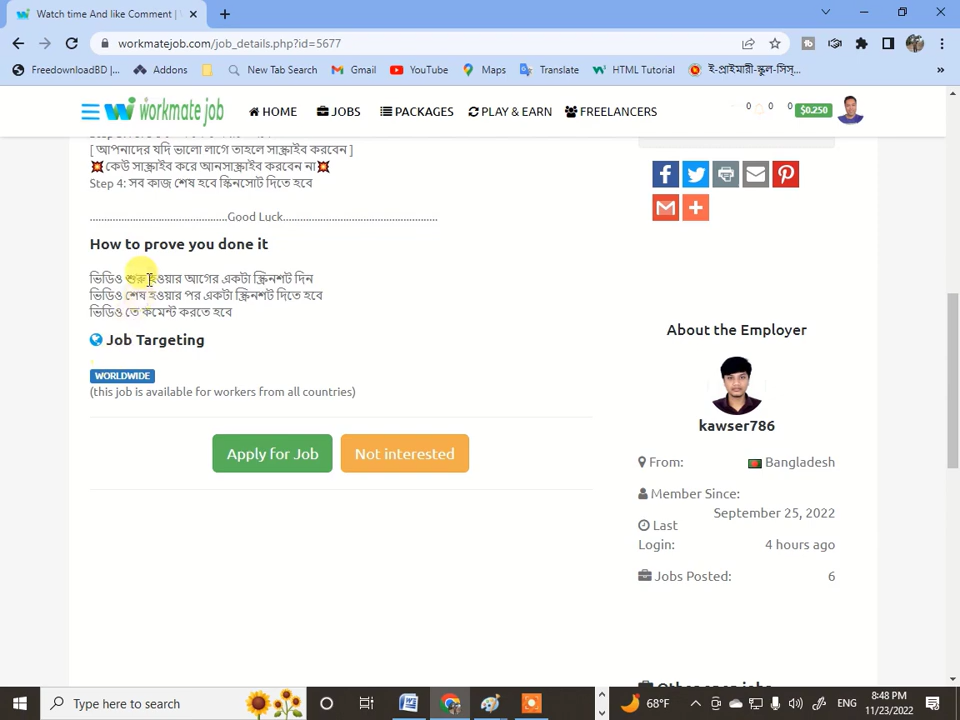 Watch time And like Comment |
workmatejob.com/job_details.php?id=5677
FreedownloadBD |...
Addons
New Tab Search
Gmail
YouTube
Maps
Translate
HTML Tutorial
ই-প্রাইমারী-স্কুল-সিস্...
»
workmate job
HOME
JOBS
PACKAGES
PLAY & EARN
FREELANCERS
0
0
0
$0.250
[ আপনাদের যদি ভালো লাগে তাহলে সাস্ক্রাইব করবেন ]
💥কেউ সাস্ক্রাইব করে আনসাস্ক্রাইব করবেন না💥
Step 4: সব কাজ শেষ হবে স্কিনসোট দিতে হবে
................................................Good Luck......................................................
How to prove you done it
ভিডিও শুরু হওয়ার আগের একটা স্ক্রিনশট দিন
ভিডিও শেষ হওয়ার পর একটা স্ক্রিনশট দিতে হবে
ভিডিও তে কমেন্ট করতে হবে
Job Targeting
WORLDWIDE
(this job is available for workers from all countries)
Apply for Job
Not interested
About the Employer
kawser786
From: Bangladesh
Member Since:
September 25, 2022
Last
Login: 4 hours ago
Jobs Posted: 6
Type here to search
68°F
ENG
8:48 PM
11/23/2022